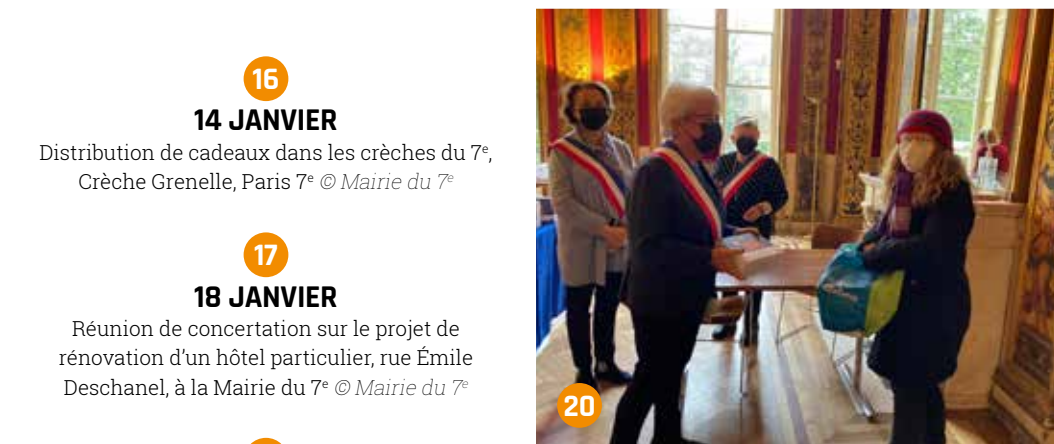 16
14 JANVIER
Distribution de cadeaux dans les crèches du 7e,
Crèche Grenelle, Paris 7e © Mairie du 7e
17
18 JANVIER
Réunion de concertation sur le projet de
rénovation d’un hôtel particulier, rue Émile
Deschanel, à la Mairie du 7e © Mairie du 7e
20